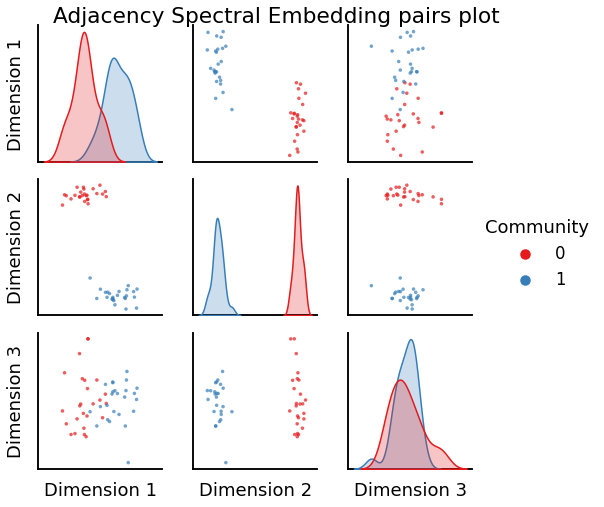 Adjacency Spectral Embedding pairs plot
Dimension 1
Dimension 2
Dimension 3
Community
0
1
Dimension 1
Dimension 2
Dimension 3